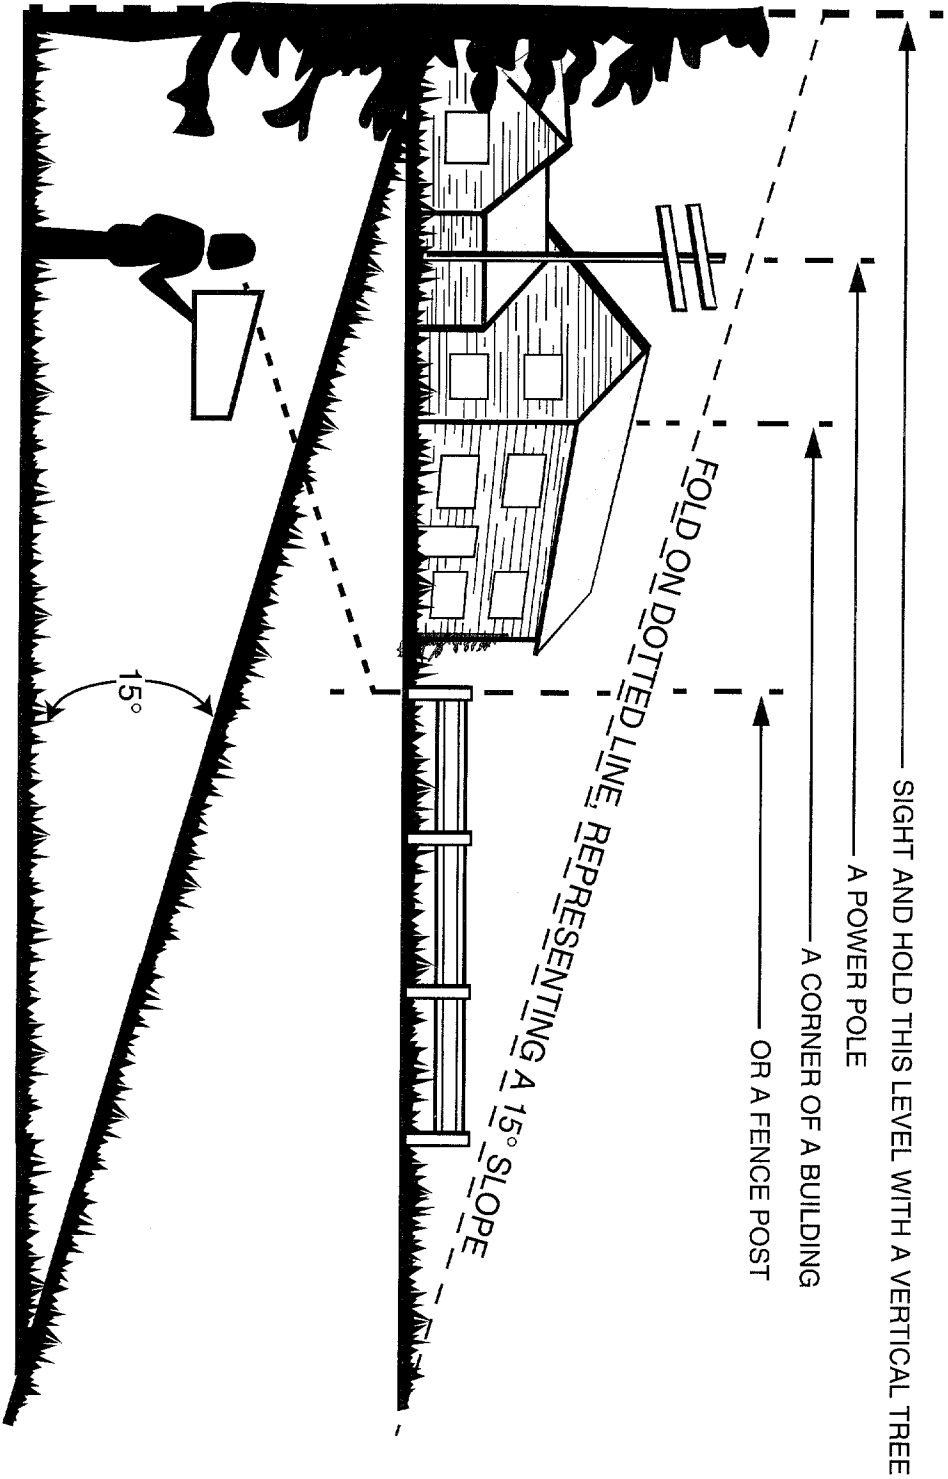 SIGHT AND HOLD THIS LEVEL WITH A VERTICAL TREE
A POWER POLE
A CORNER OF A BUILDING
OR A FENCE POST
FOLD ON DOTTED LINE, REPRESENTING A 15° SLOPE
15°